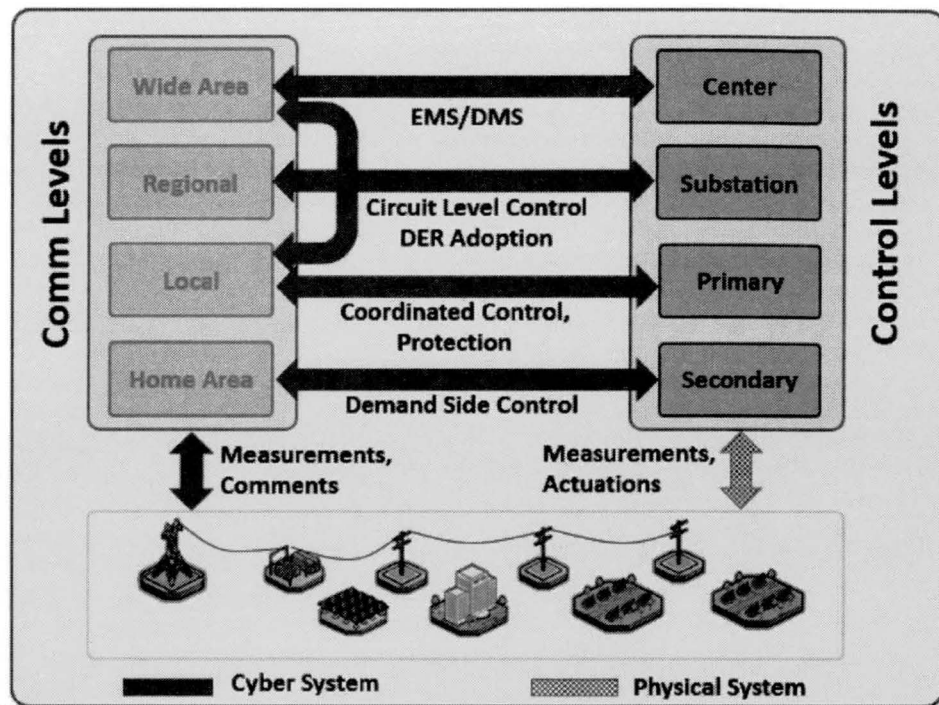 Comm Levels
Wide Area
Regional
Local
Home Area
EMS/DMS
Circuit Level Control
DER Adoption
Coordinated Control,
Protection
Demand Side Control
Center
Substation
Primary
Secondary
Control Levels
Measurements,
Comments
Measurements,
Actuations
Cyber System
Physical System